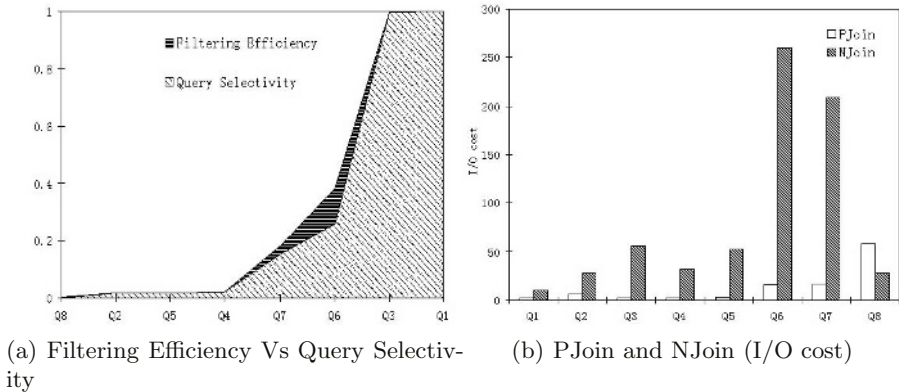 1
0.8
0.6
0.4
0.2
0
Filtering Efficiency
Query Selectivity
Q8 Q2 Q5 Q4 Q7 Q6 Q3 Q1
(a) Filtering Efficiency Vs Query Selectiv-
ity
300
250
200
150
100
50
0
I/O cost
PJoin
NJoin
Q1 Q2 Q3 Q4 Q5 Q6 Q7 Q8
(b) PJoin and NJoin (I/O cost)